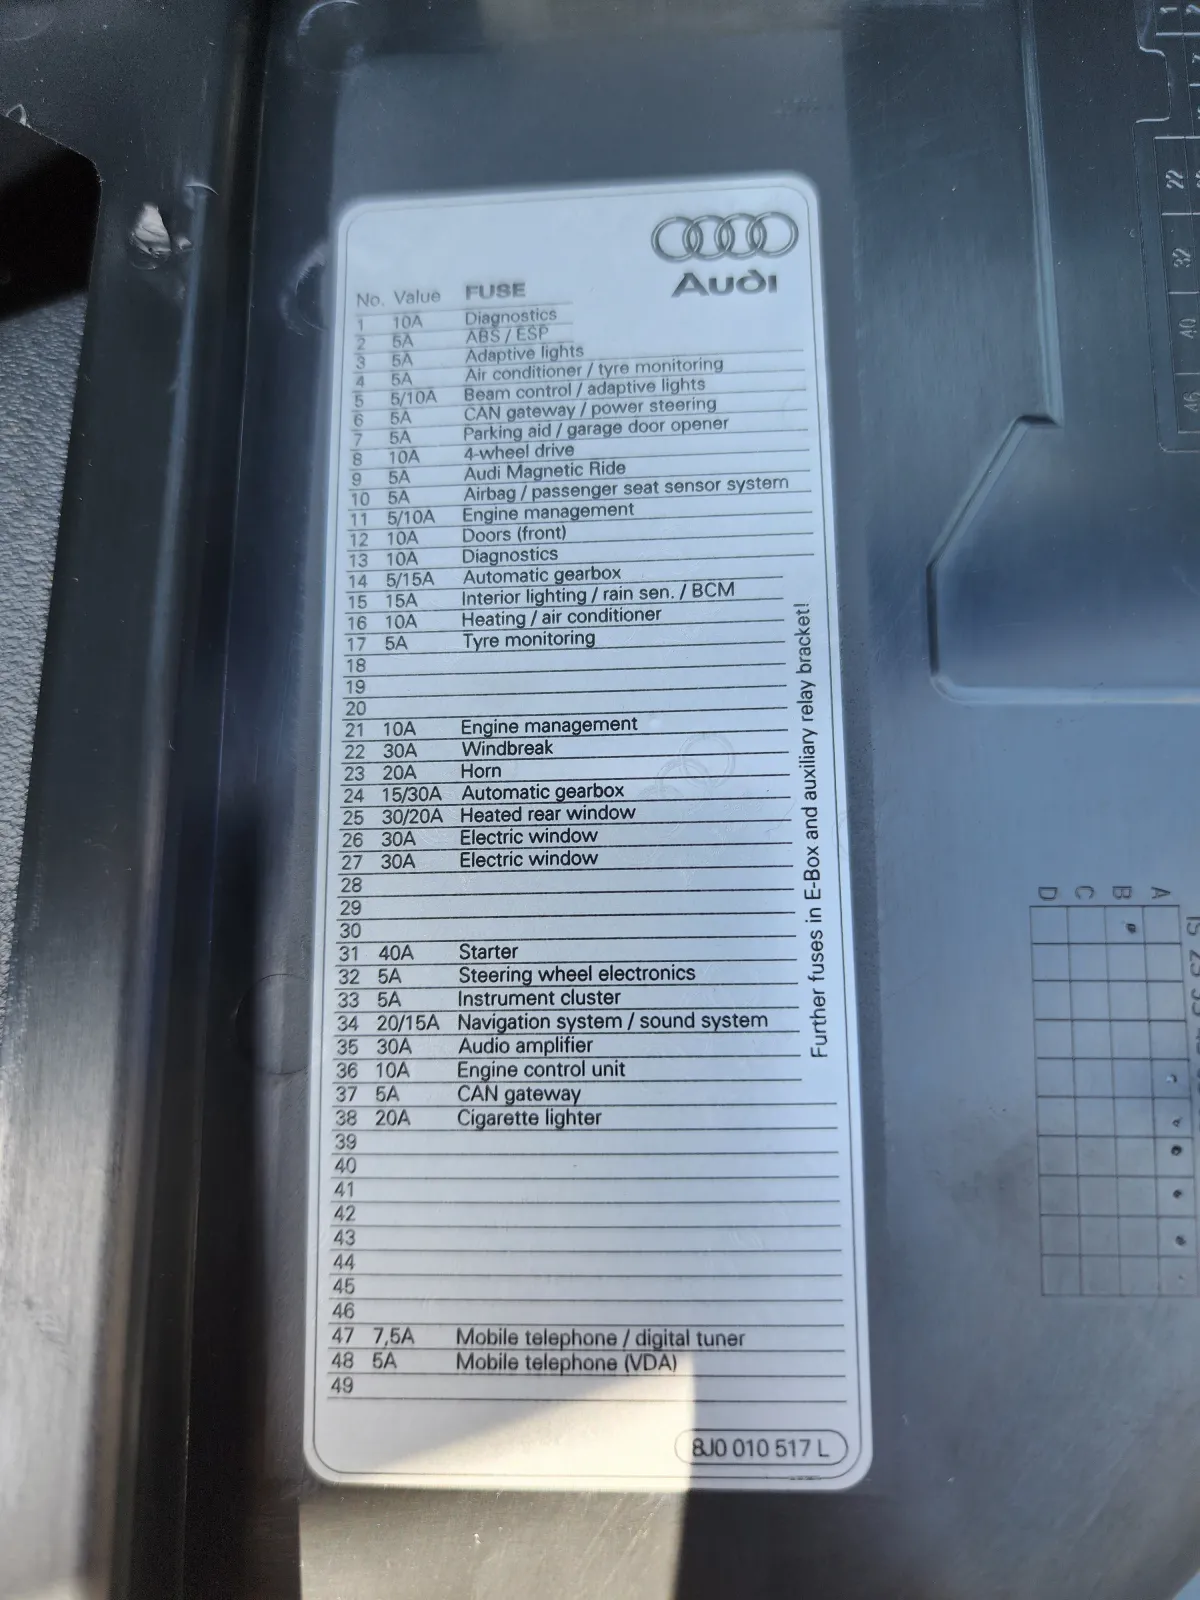 Audi
No. Value FUSE
1 10A Diagnostics
2 5A ABS / ESP
3 5A Adaptive lights
4 5A Air conditioner / tyre monitoring
5 5/10A Beam control / adaptive lights
6 5A CAN gateway / power steering
7 5A Parking aid / garage door opener
8 10A 4-wheel drive
9 5A Audi Magnetic Ride
10 5A Airbag / passenger seat sensor system
11 5/10A Engine management
12 10A Doors (front)
13 10A Diagnostics
14 5/15A Automatic gearbox
15 15A Interior lighting / rain sen. / BCM
16 10A Heating / air conditioner
17 5A Tyre monitoring
18
19
20
21 10A Engine management
22 30A Windbreak
23 20A Horn
24 15/30A Automatic gearbox
25 30/20A Heated rear window
26 30A Electric window
27 30A Electric window
28
29
30
31 40A Starter
32 5A Steering wheel electronics
33 5A Instrument cluster
34 20/15A Navigation system / sound system
35 30A Audio amplifier
36 10A Engine control unit
37 5A CAN gateway
38 20A Cigarette lighter
39
40
41
42
43
44
45
46
47 7,5A Mobile telephone / digital tuner
48 5A Mobile telephone (VDA)
49
Further fuses in E-Box and auxiliary relay bracket!
8J0 010 517 L
1 2
22
32
40
46
D C B A